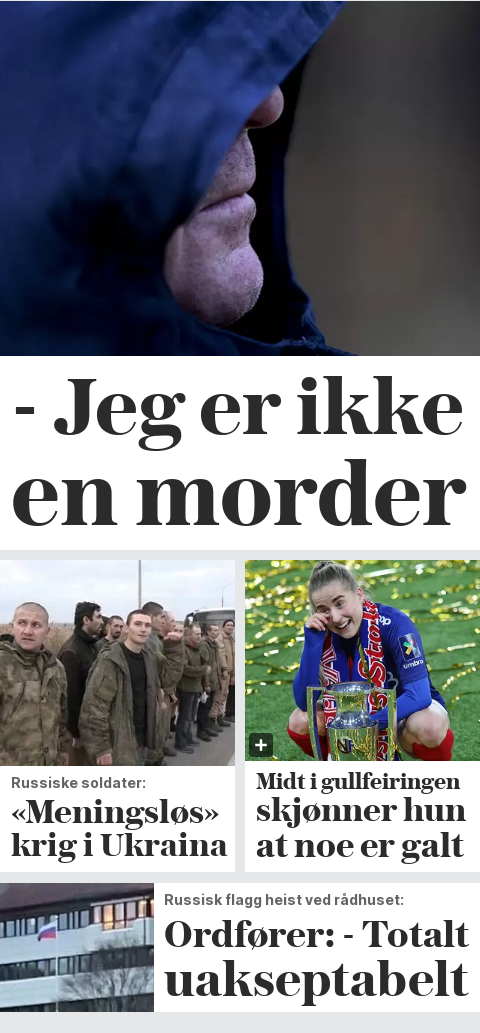 - Jeg er ikke
en morder
Russiske soldater:
«Meningsløs»
krig i Ukraina
umbro
Midt i gullfeiringen
skjønner hun
at noe er galt
Russisk flagg heist ved rådhuset:
Ordfører: - Totalt
uakseptabelt